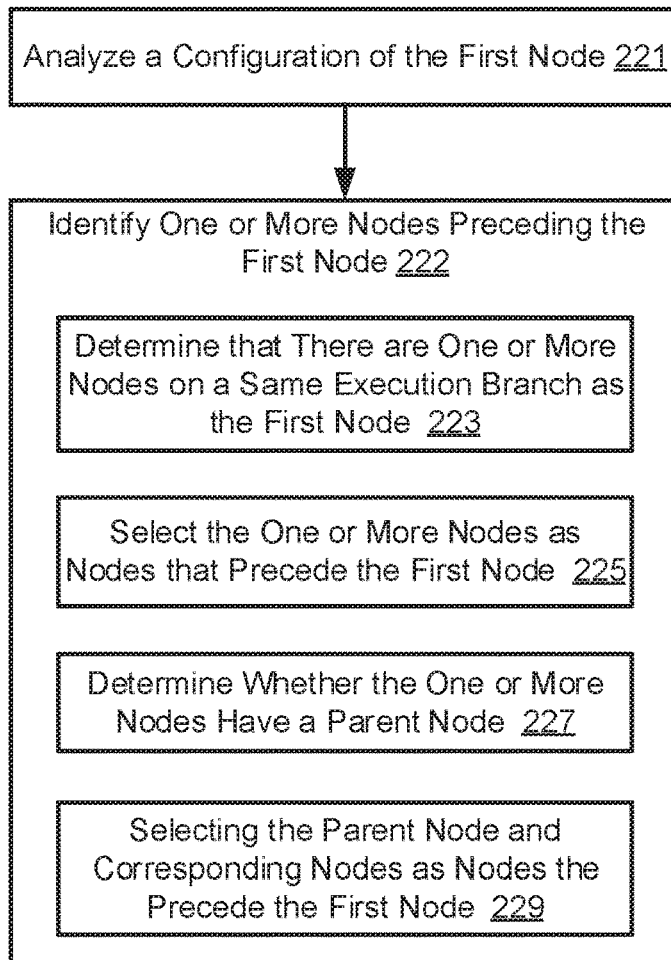 Analyze a Configuration of the First Node 221
Identify One or More Nodes Preceding the
First Node 222
Determine that There are One or More
Nodes on a Same Execution Branch as
the First Node 223
Select the One or More Nodes as
Nodes that Precede the First Node 225
Determine Whether the One or More
Nodes Have a Parent Node 227
Selecting the Parent Node and
Corresponding Nodes as Nodes the
Precede the First Node 229